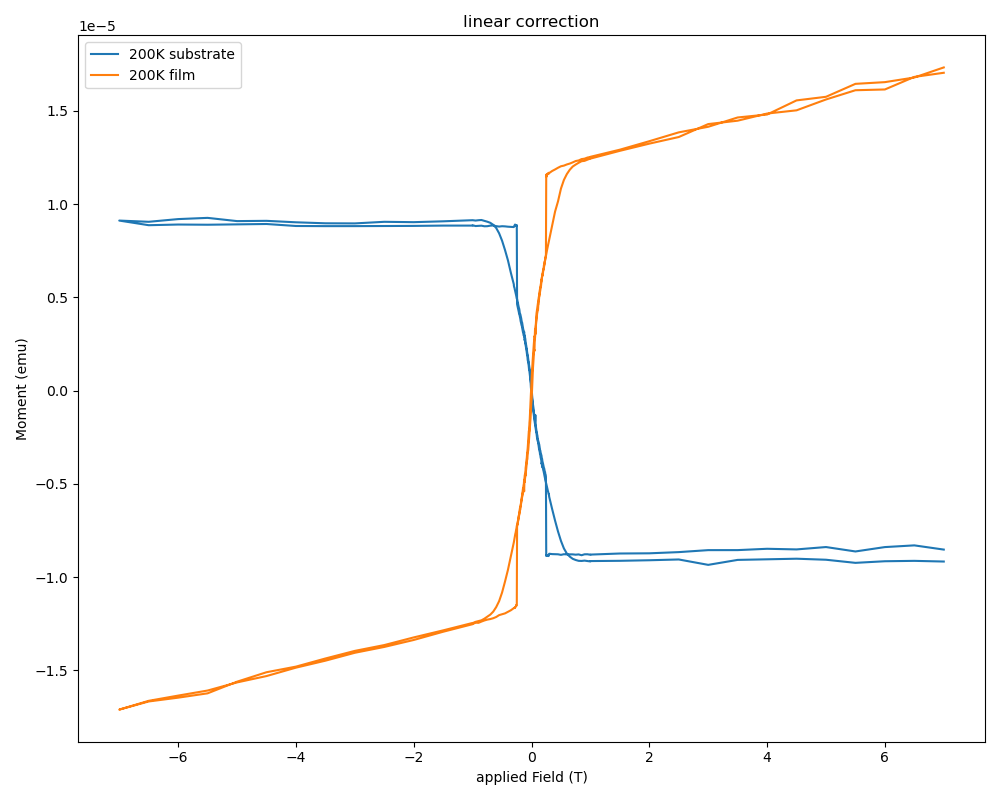 linear correction
1e−5
200K substrate
200K film
1.5
1.0
0.5
0.0
−0.5
−1.0
−1.5
Moment (emu)
−6 −4 −2 0 2 4 6
applied Field (T)